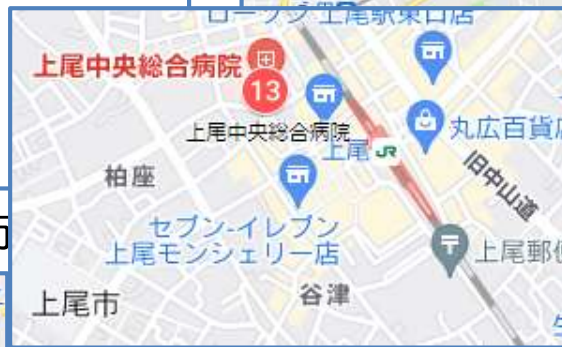 ローソン 上尾駅東口店
上尾中央総合病院
13
上尾中央総合病院
上尾
JR
丸広百貨店
旧中山道
柏座
セブン-イレブン
上尾モンシェリー店
上尾郵便
上尾市
谷津